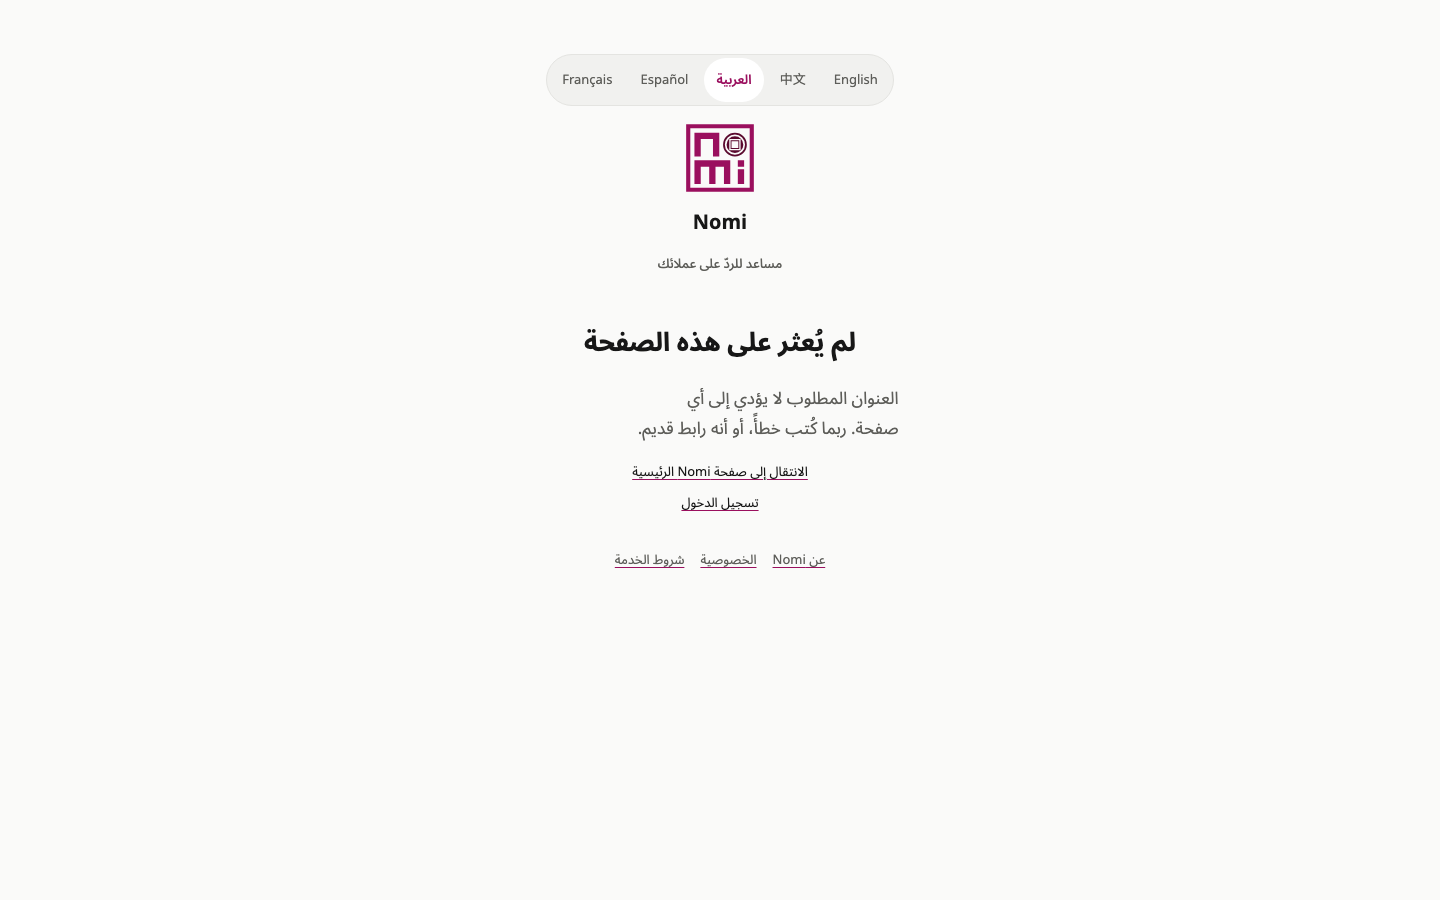 English 中文 العربية Español Français
nomi
Nomi
مساعد للردّ على عملائك
لم يُعثر على هذه الصفحة
العنوان المطلوب لا يؤدي إلى أي
صفحة. ربما كُتب خطأً، أو أنه رابط قديم.
الانتقال إلى صفحة Nomi الرئيسية
تسجيل الدخول
عن Nomi الخصوصية شروط الخدمة